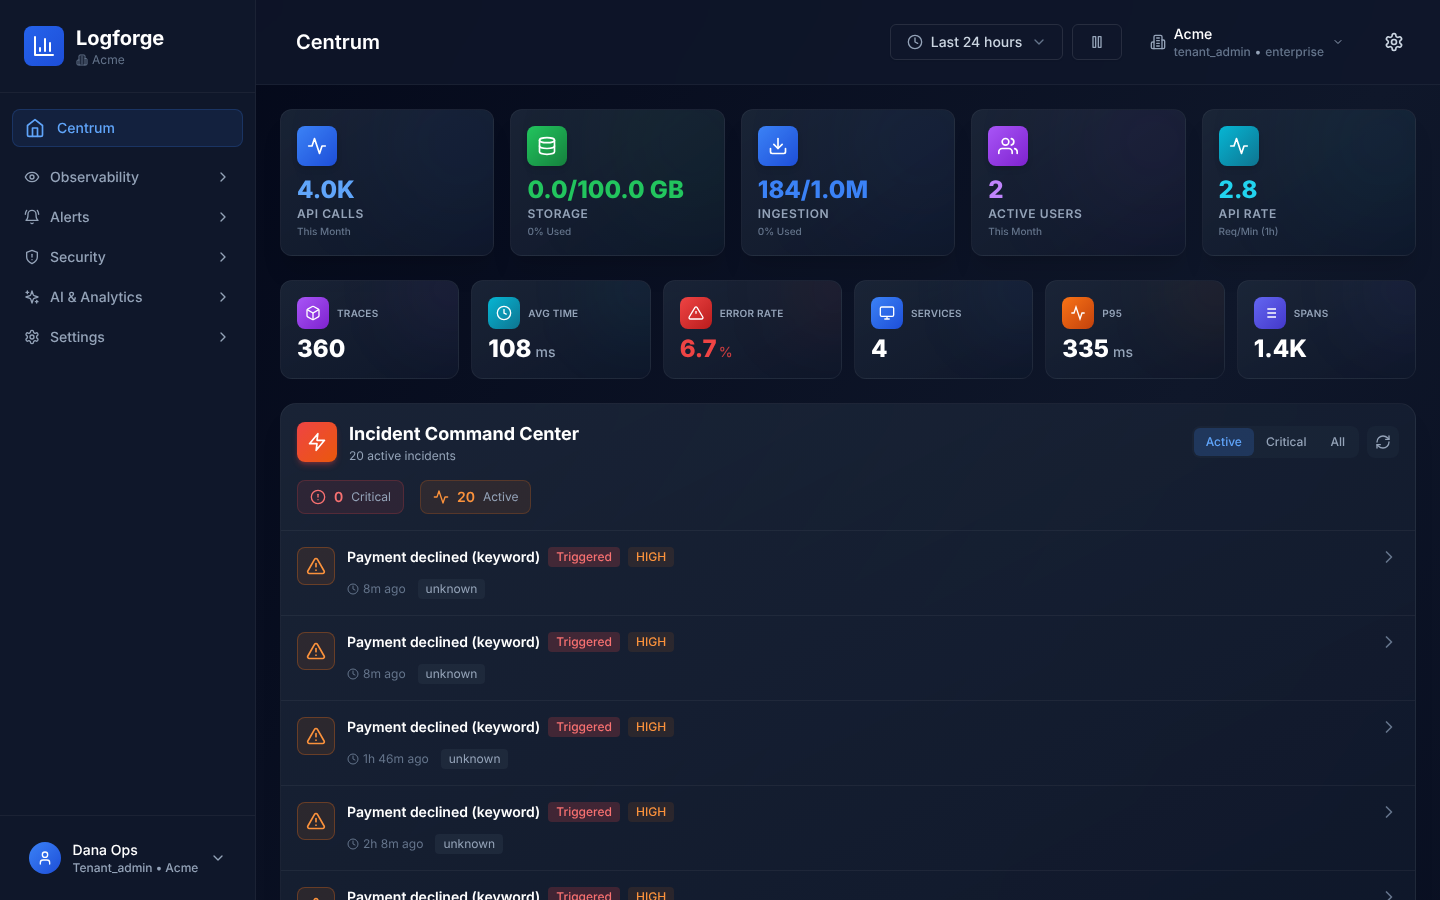 Logforge
Acme
Centrum
Last 24 hours
Acme
tenant_admin • enterprise
Centrum
Observability
Alerts
Security
AI & Analytics
Settings
4.0K
API CALLS
This Month
0.0/100.0 GB
STORAGE
0% Used
184/1.0M
INGESTION
0% Used
2
ACTIVE USERS
This Month
2.8
API RATE
Req/Min (1h)
TRACES
360
AVG TIME
108 ms
ERROR RATE
6.7 %
SERVICES
4
P95
335 ms
SPANS
1.4K
Incident Command Center
20 active incidents
Active Critical All
0 Critical 20 Active
Payment declined (keyword) Triggered HIGH
8m ago unknown
Payment declined (keyword) Triggered HIGH
8m ago unknown
Payment declined (keyword) Triggered HIGH
1h 46m ago unknown
Payment declined (keyword) Triggered HIGH
2h 8m ago unknown
Payment declined (keyword) Triggered HIGH
Dana Ops
Tenant_admin • Acme